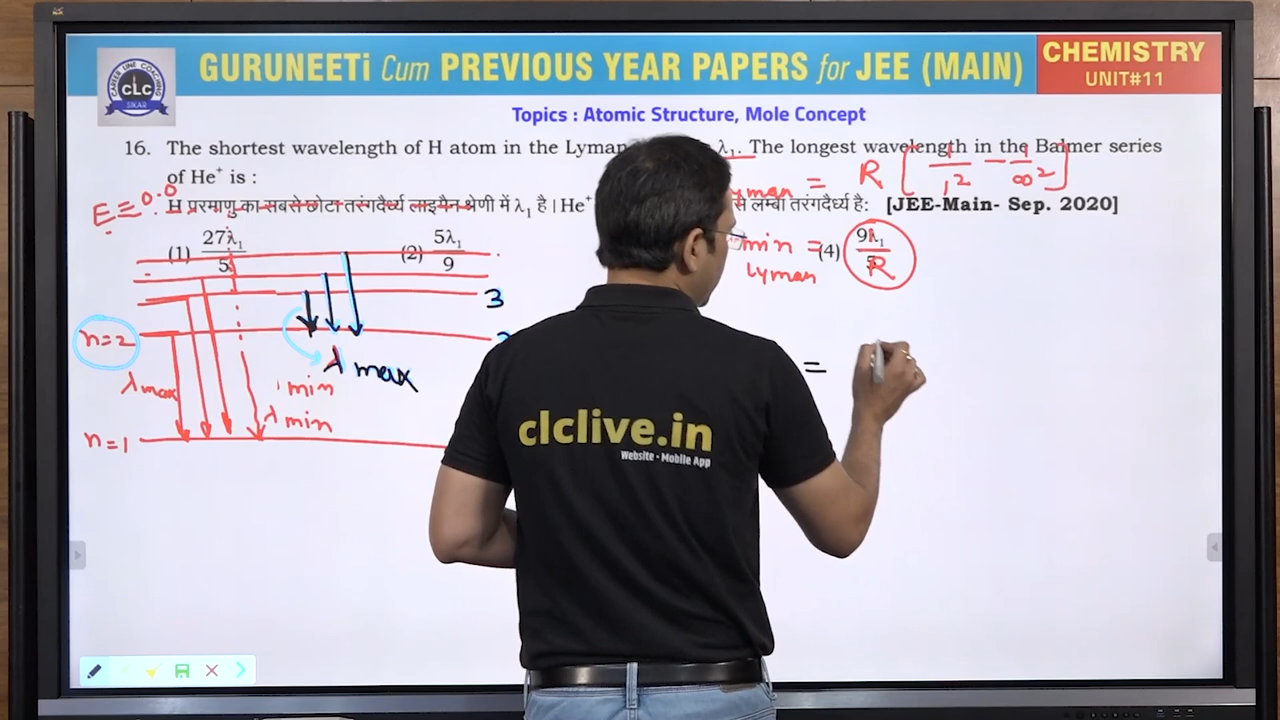 GURUNEETi Cum PREVIOUS YEAR PAPERS for JEE (MAIN)
CHEMISTRY
UNIT#11
CLC
SIKAR
Topics : Atomic Structure, Mole Concept
16. The shortest wavelength of H atom in the Lyman λ₁. The longest wavelength in the Balmer series
of He⁺ is :
H परमाणु का सबसे छोटा तरंगदैर्ध्य लाइमैन श्रेणी में λ₁ है। He⁺ से लम्बी तरंगदैर्ध्य है: [JEE-Main- Sep. 2020]
E = 0.0
lyman = R [1/1² − 1/∞²]
(1) 27λ₁/5
(2) 5λ₁/9
(4) 9λ₁/5
min =
lyman
R
3
n=2
λ max
λ max
λ min
n=1
=
clclive.in
Website - Mobile App